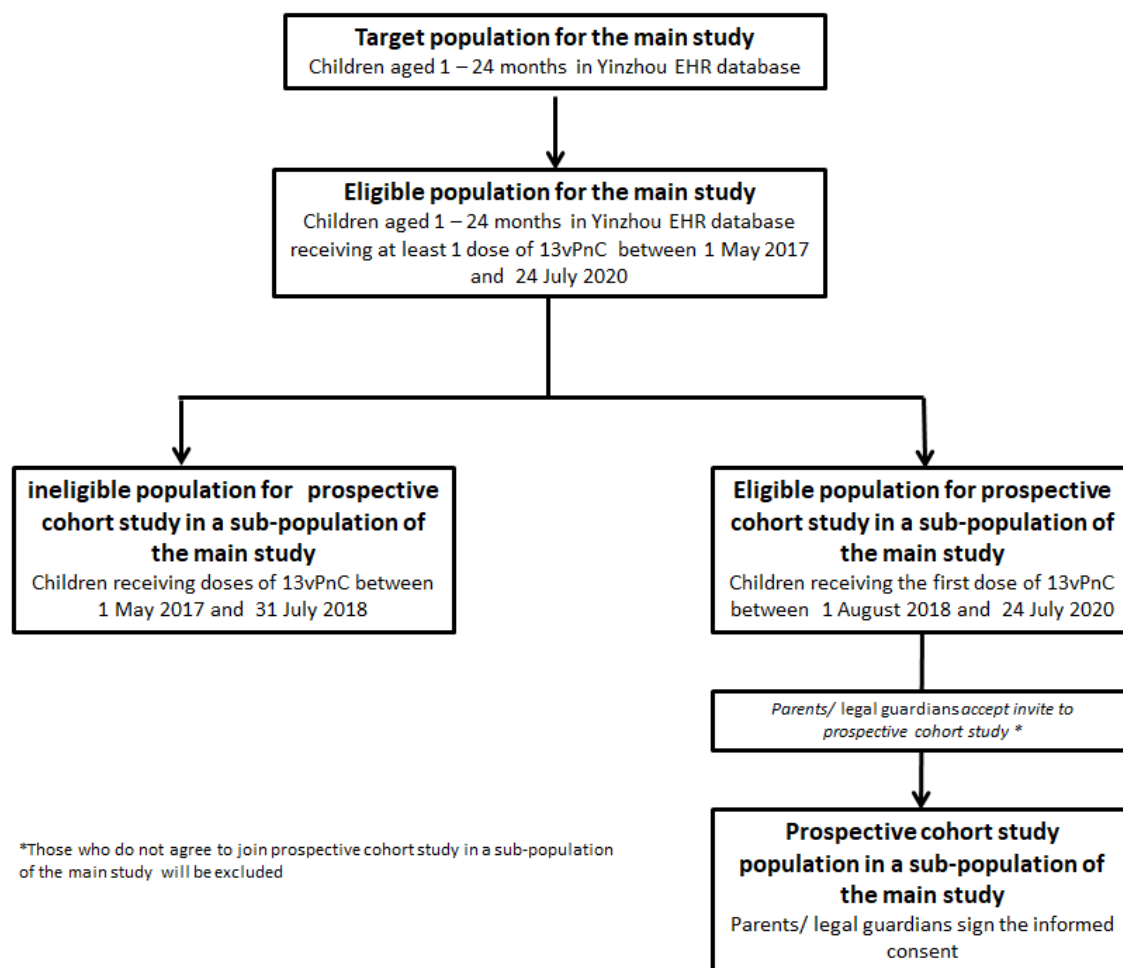 Target population for the main study
Children aged 1 – 24 months in Yinzhou EHR database
Eligible population for the main study
Children aged 1 – 24 months in Yinzhou EHR database
receiving at least 1 dose of 13vPnC between 1 May 2017
and 24 July 2020
ineligible population for prospective
cohort study in a sub-population of
the main study
Children receiving doses of 13vPnC between
1 May 2017 and 31 July 2018
Eligible population for prospective
cohort study in a sub-population of
the main study
Children receiving the first dose of 13vPnC
between 1 August 2018 and 24 July 2020
Parents/ legal guardians accept invite to
prospective cohort study *
Prospective cohort study
population in a sub-population of
the main study
Parents/ legal guardians sign the informed
consent
*Those who do not agree to join prospective cohort study in a sub-population
of the main study will be excluded